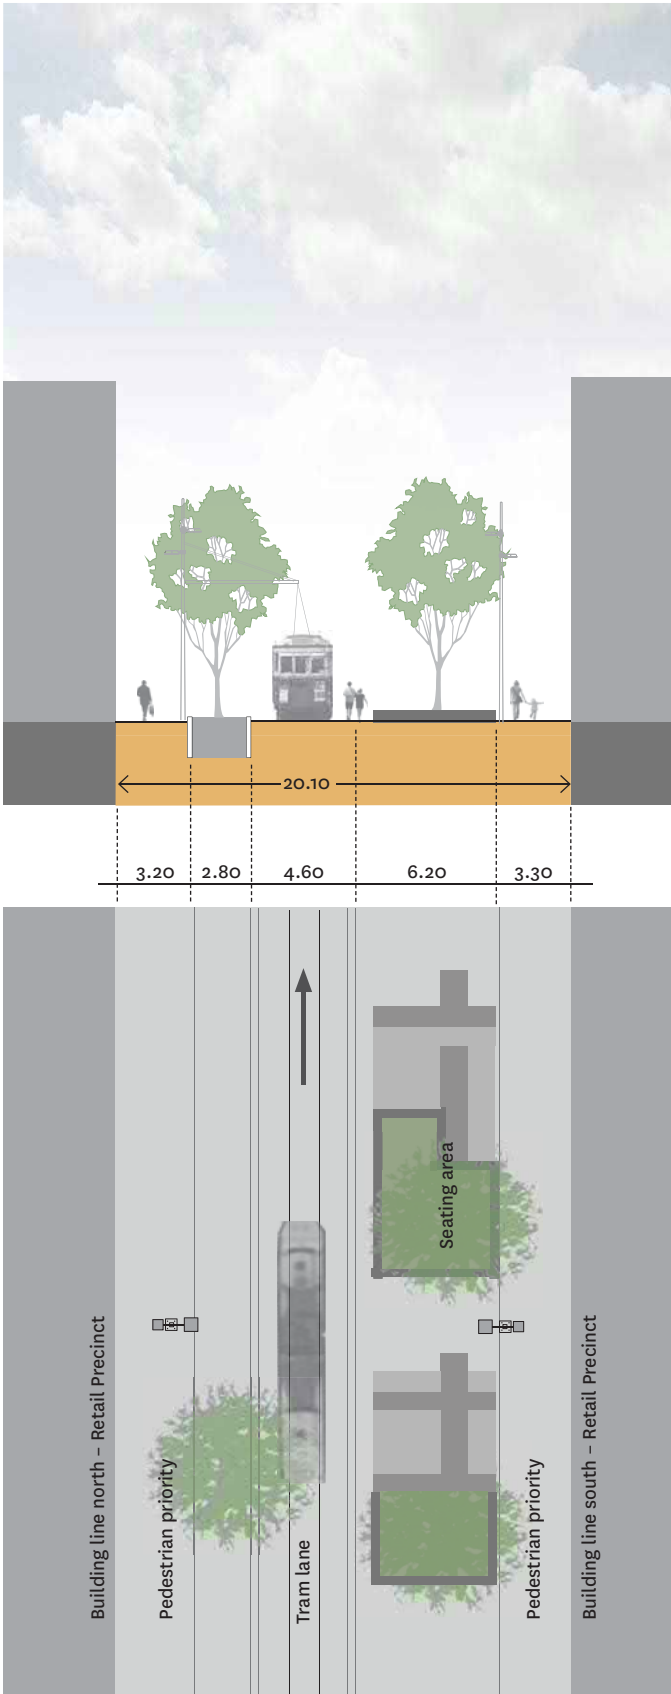 20.10
3.20 2.80 4.60 6.20 3.30
Building line north – Retail Precinct
Pedestrian priority
Tram lane
Seating area
Pedestrian priority
Building line south – Retail Precinct